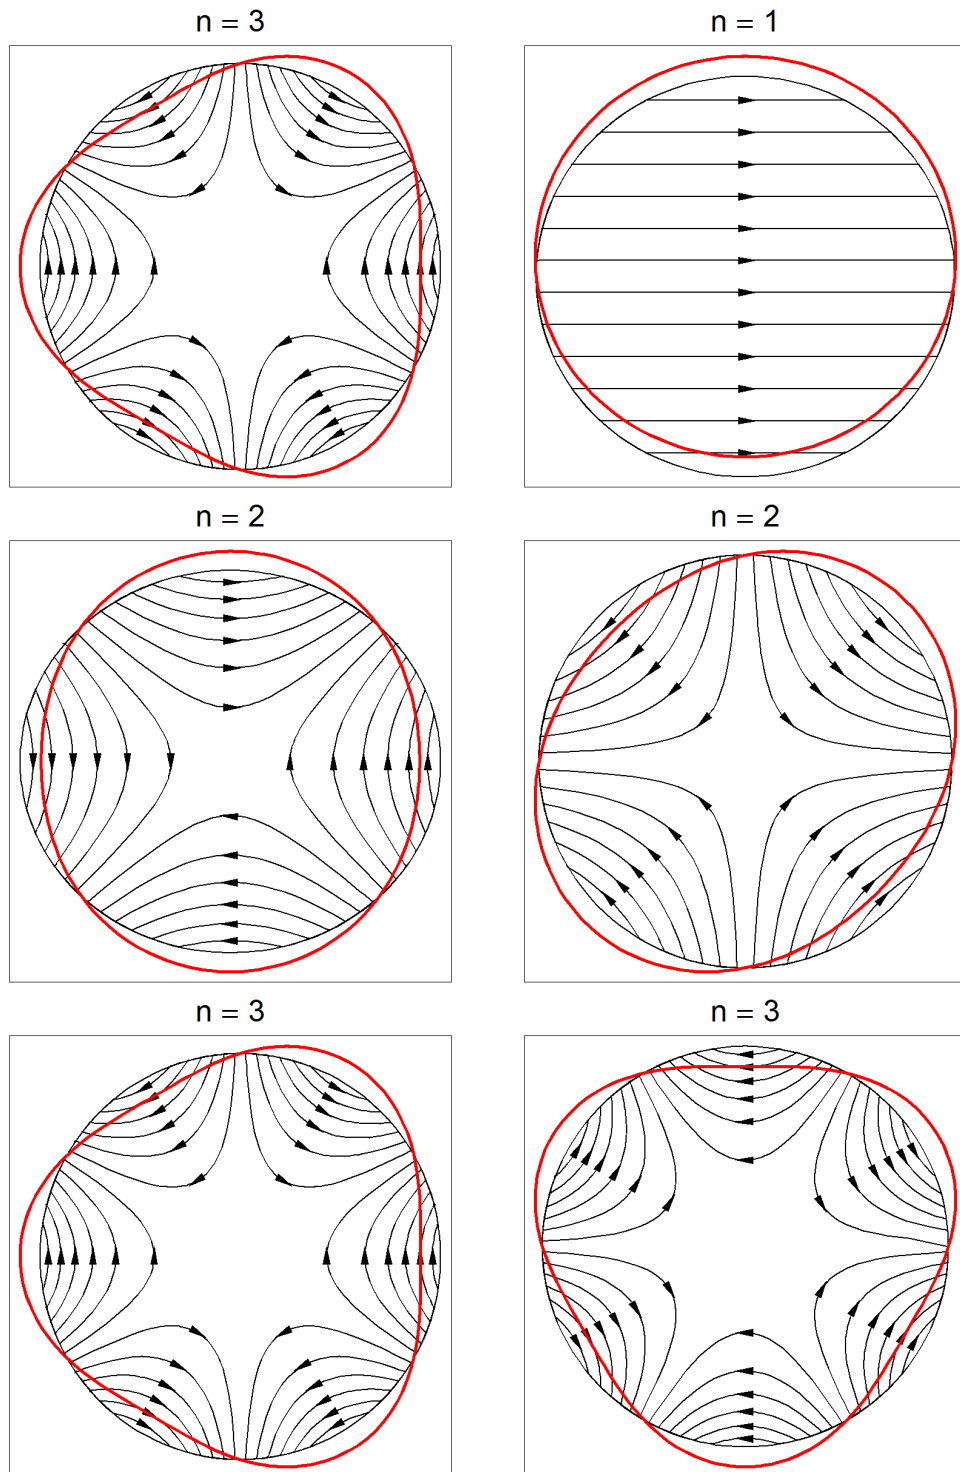 n = 3
n = 1
n = 2
n = 2
n = 3
n = 3